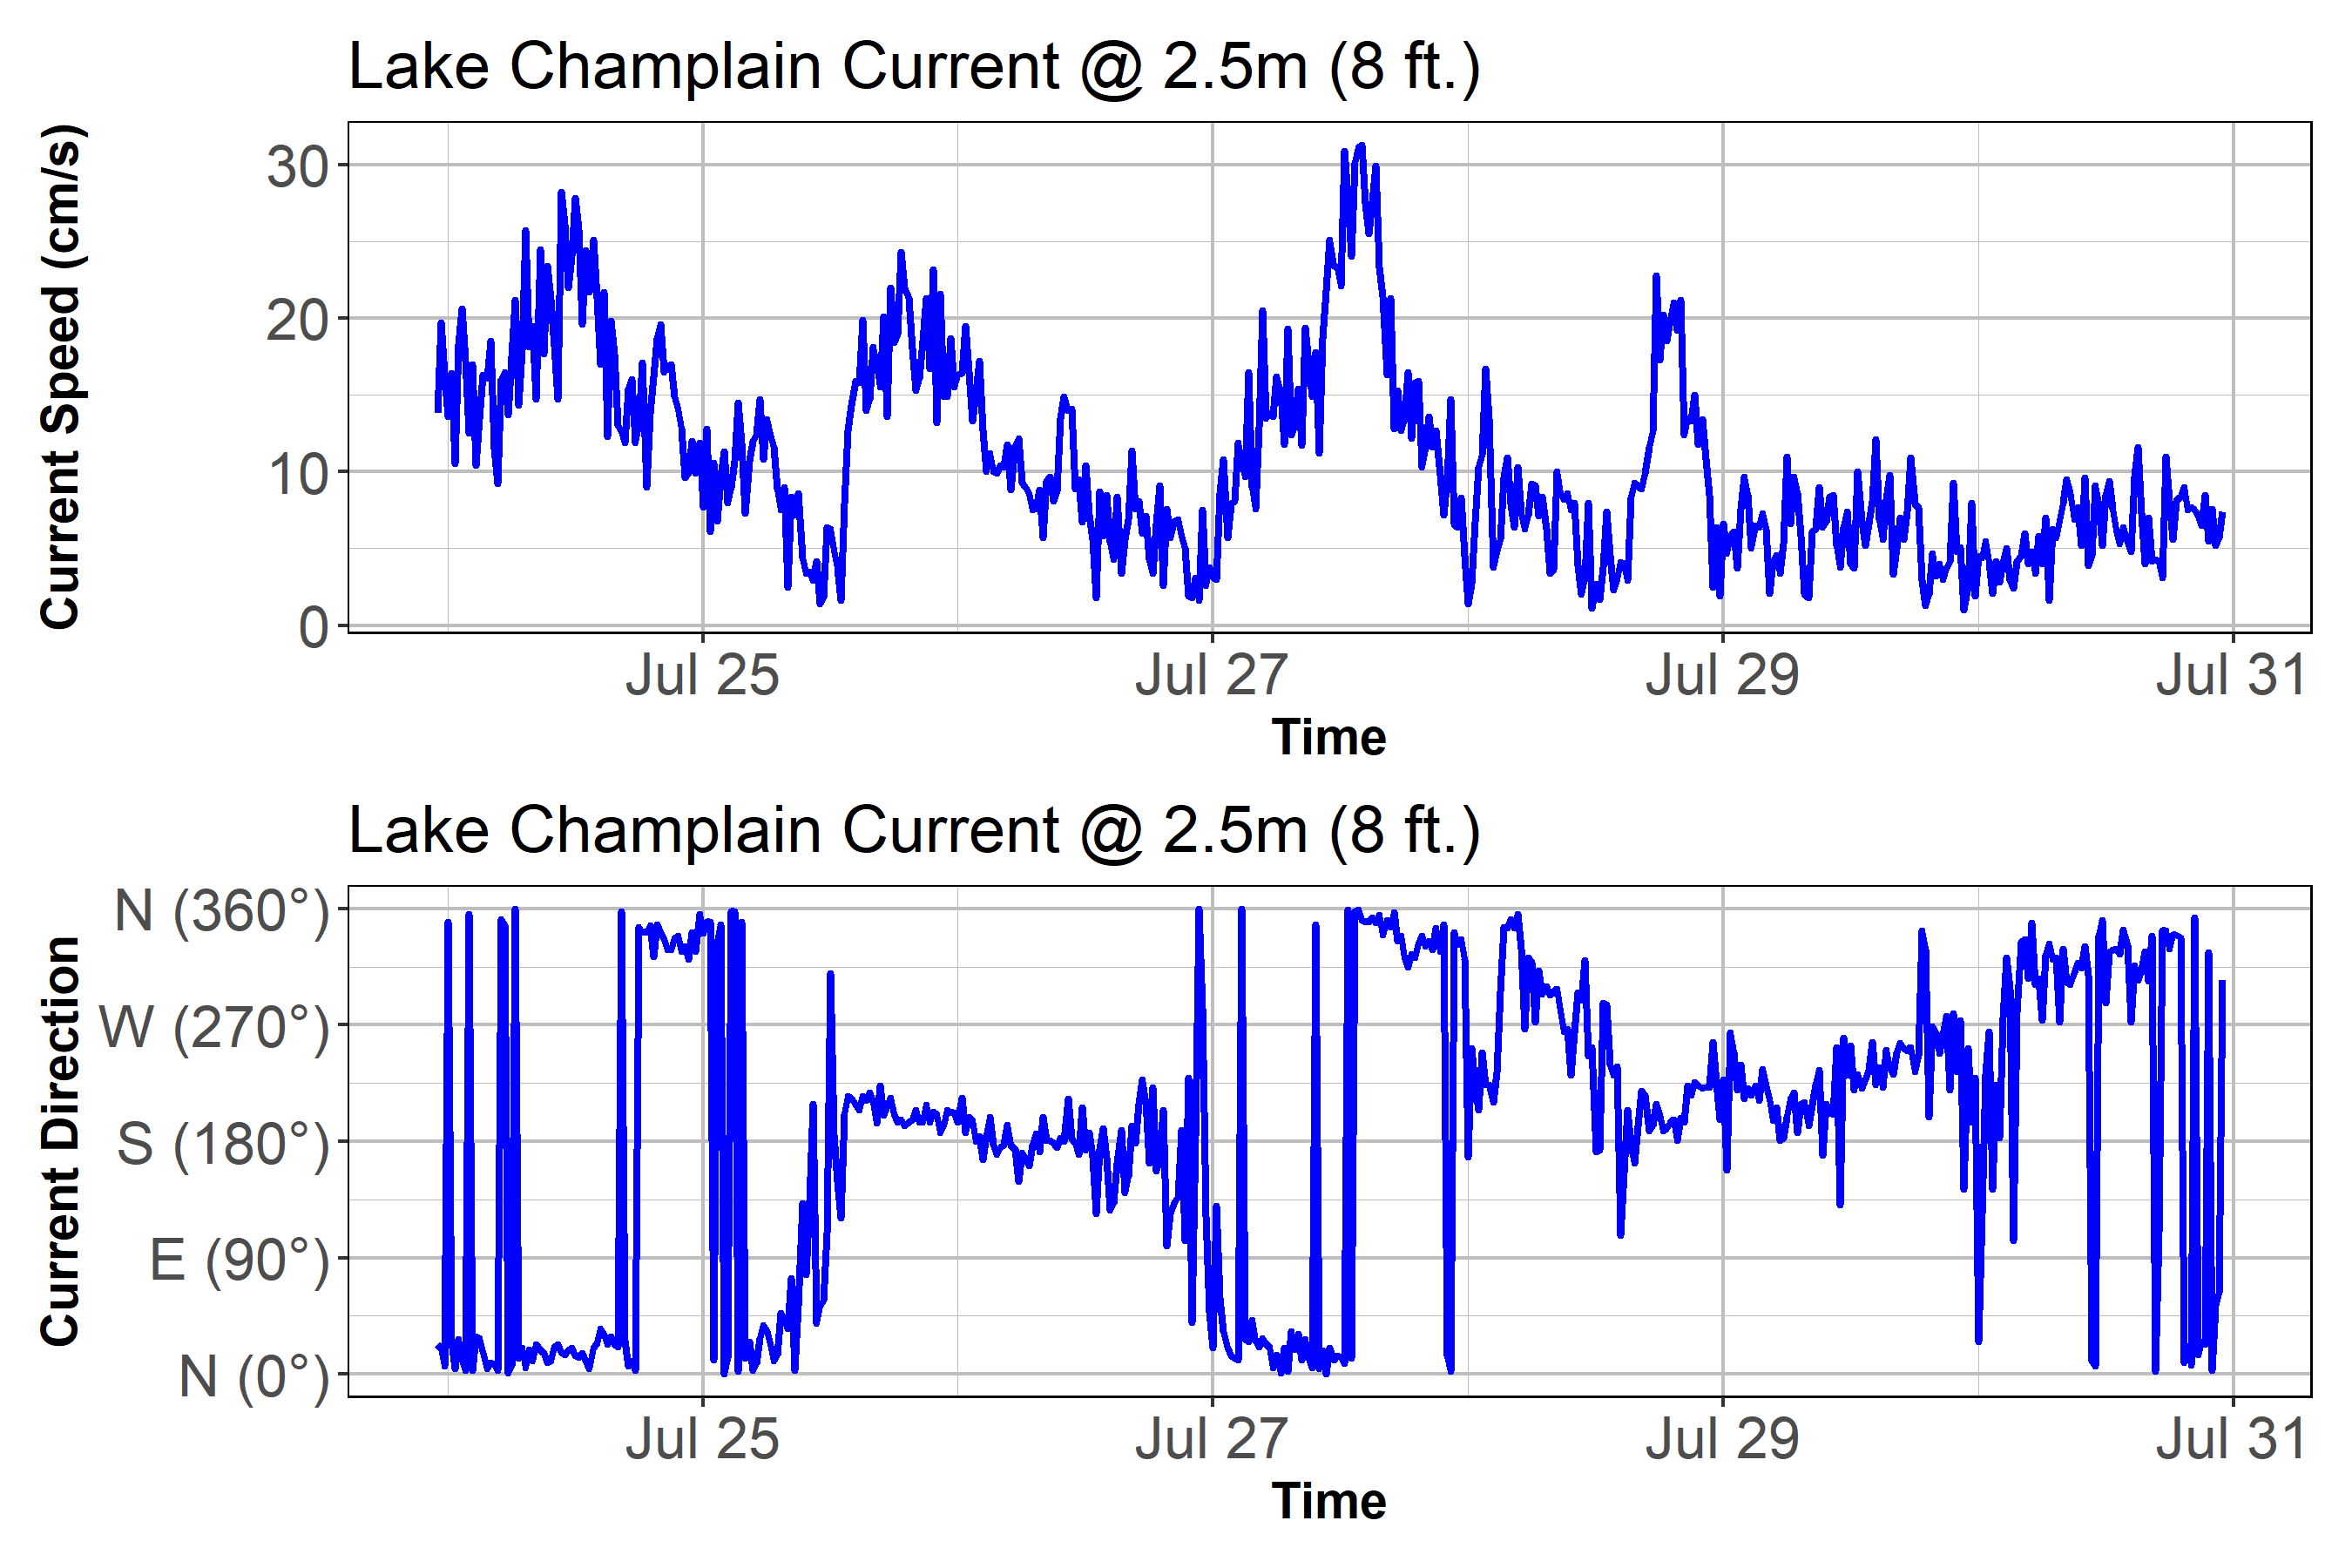 Lake Champlain Current @ 2.5m (8 ft.)
Current Speed (cm/s)
30
20
10
0
Jul 25 Jul 27 Jul 29 Jul 31
Time
Lake Champlain Current @ 2.5m (8 ft.)
Current Direction
N (360°)
W (270°)
S (180°)
E (90°)
N (0°)
Jul 25 Jul 27 Jul 29 Jul 31
Time